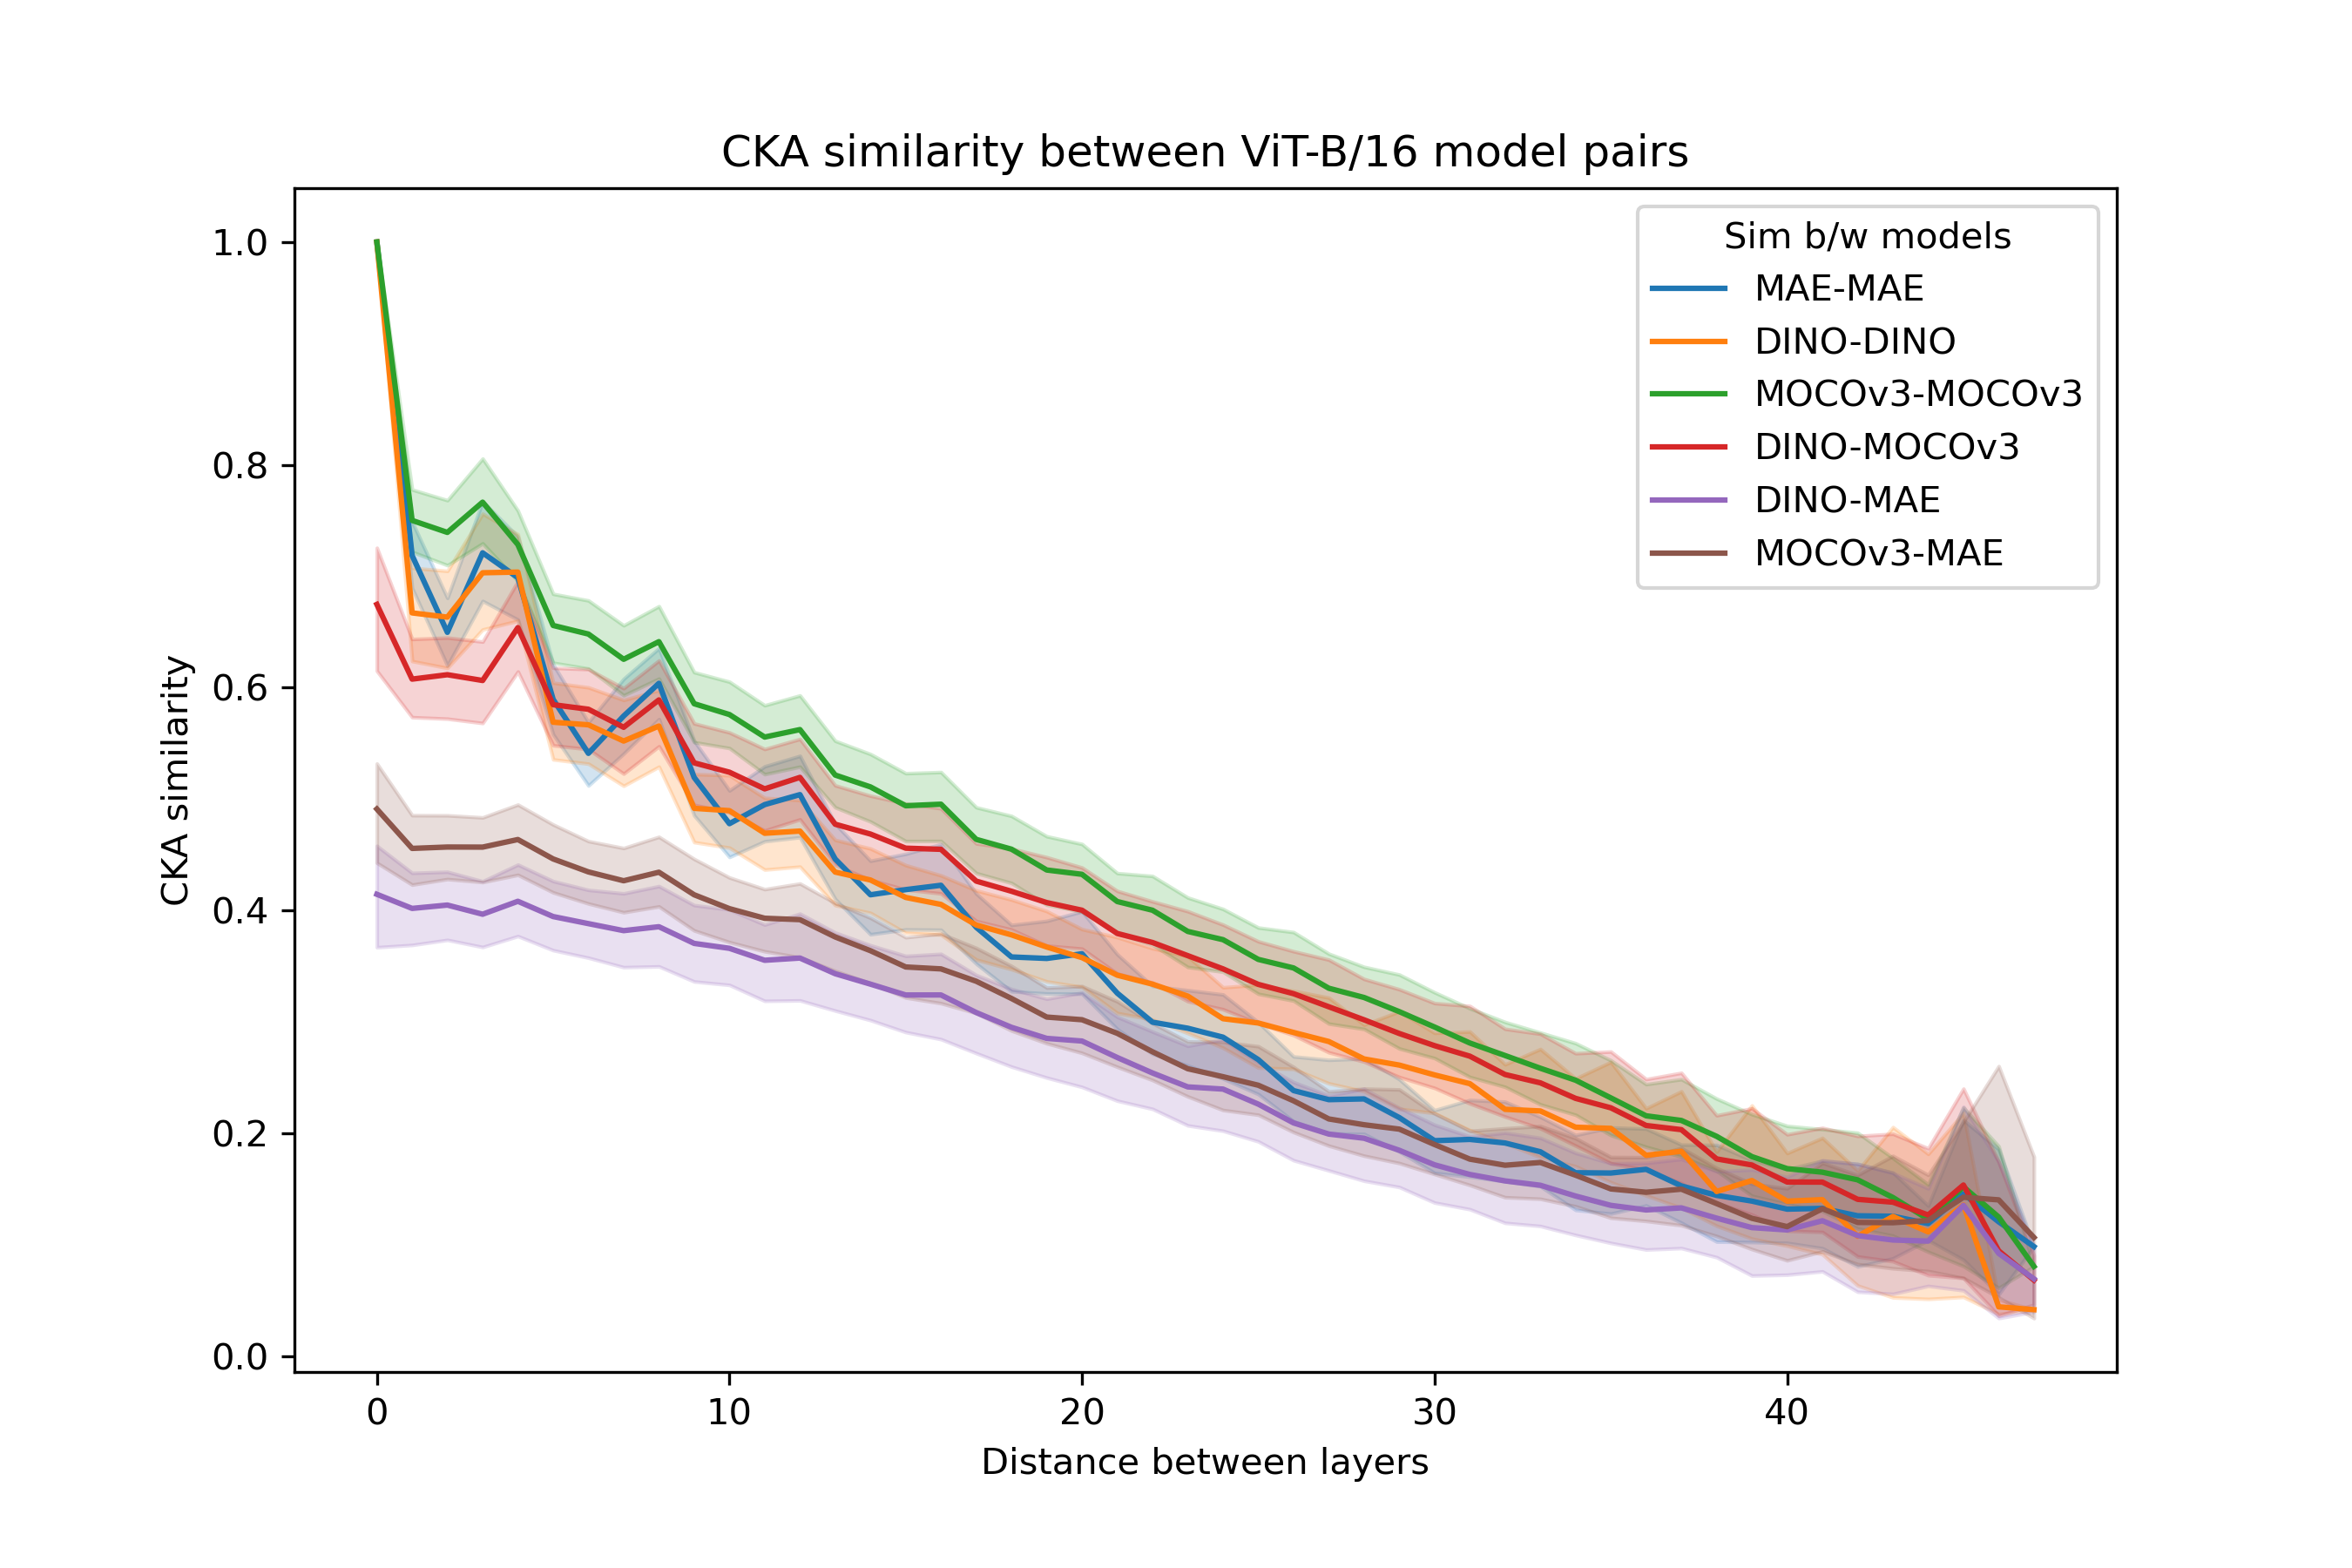 CKA similarity between ViT-B/16 model pairs
Sim b/w models
MAE-MAE
DINO-DINO
MOCOv3-MOCOv3
DINO-MOCOv3
DINO-MAE
MOCOv3-MAE
CKA similarity
1.0
0.8
0.6
0.4
0.2
0.0
0 10 20 30 40
Distance between layers